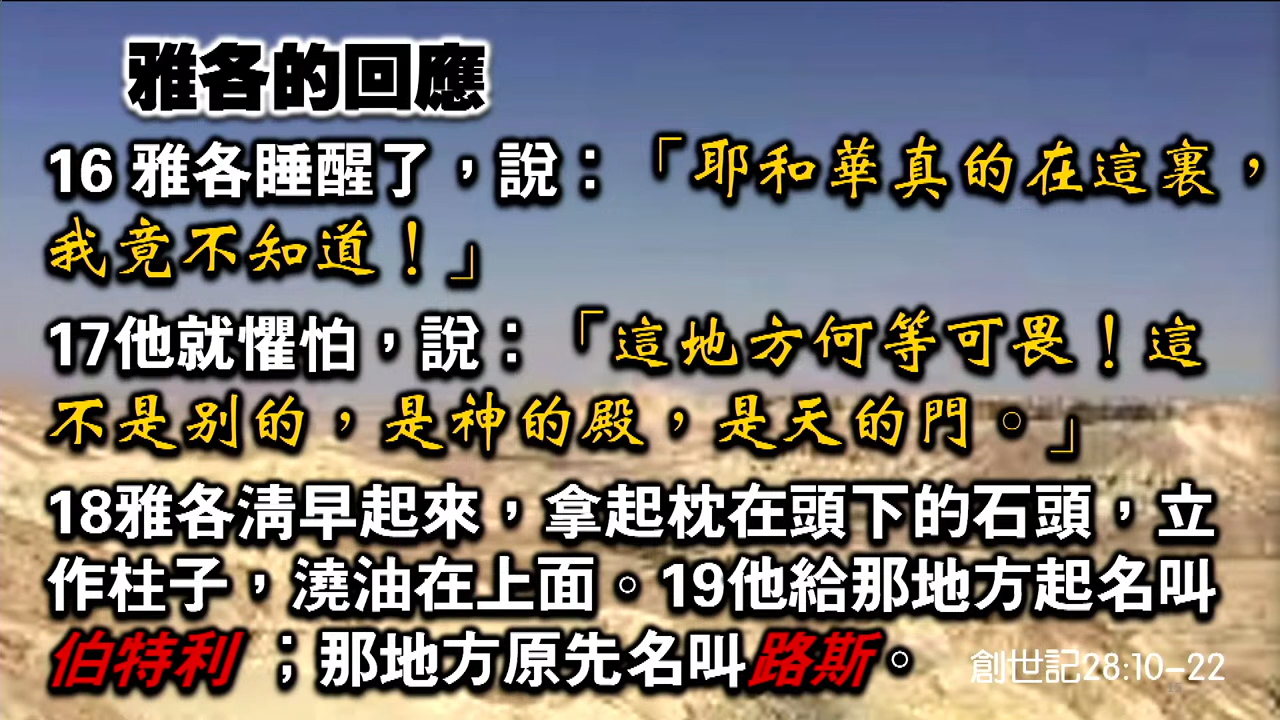 雅各的回應
16 雅各睡醒了，說：「耶和華真的在這裏，
我竟不知道！」
17他就懼怕，說：「這地方何等可畏！這
不是别的，是神的殿，是天的門。」
18雅各清早起來，拿起枕在頭下的石頭，立
作柱子，澆油在上面。19他給那地方起名叫
伯特利 ；那地方原先名叫路斯。
創世記28:10-22